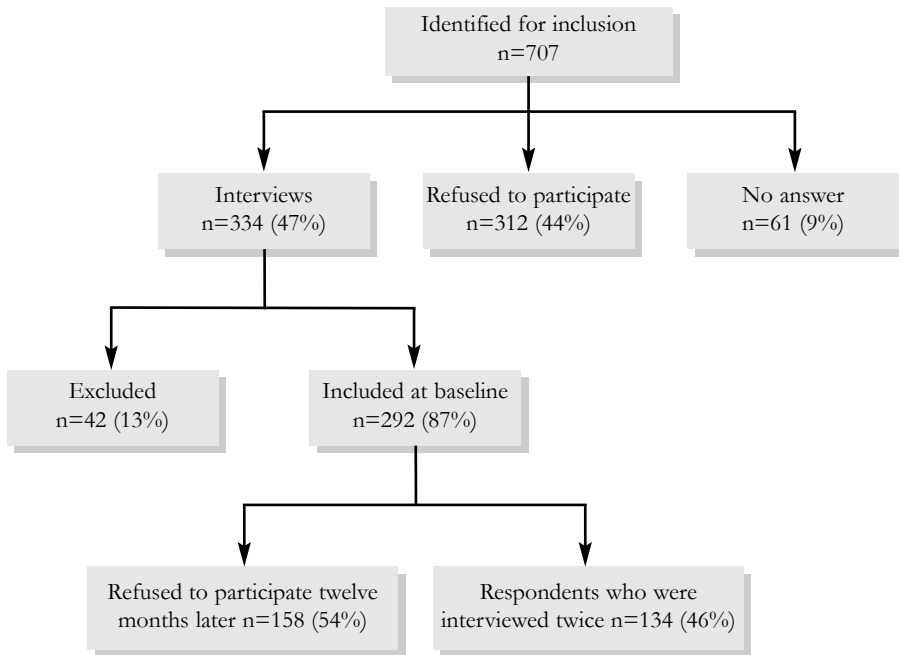 Identified for inclusion
n=707
Interviews
n=334 (47%)
Refused to participate
n=312 (44%)
No answer
n=61 (9%)
Excluded
n=42 (13%)
Included at baseline
n=292 (87%)
Refused to participate twelve
months later n=158 (54%)
Respondents who were
interviewed twice n=134 (46%)